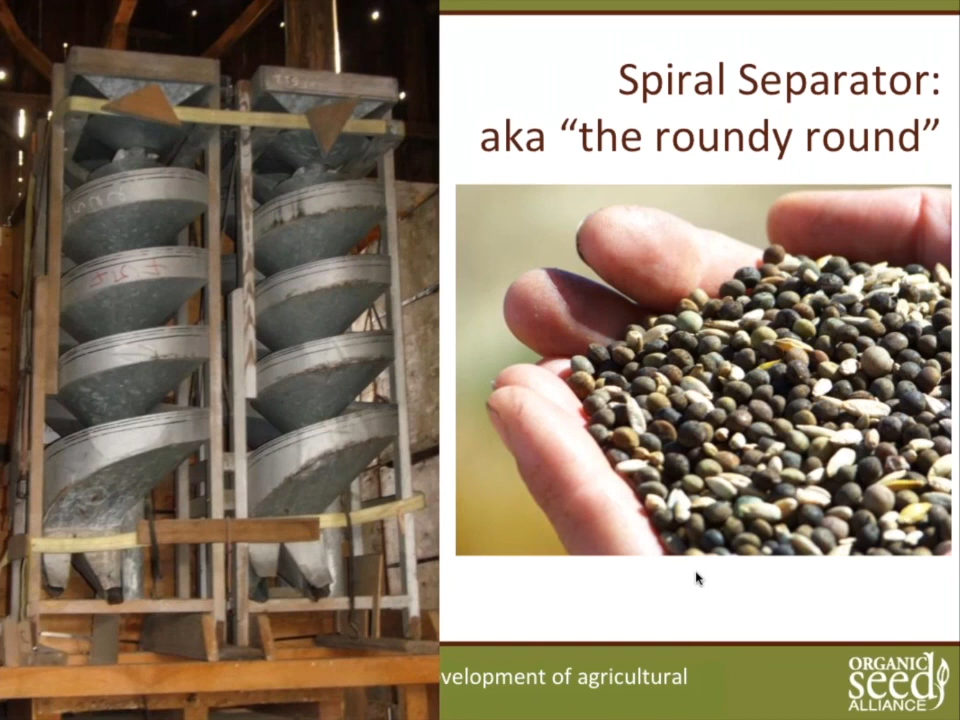 Spiral Separator:
aka “the roundy round”
velopment of agricultural
ORGANIC
seed
ALLIANCE